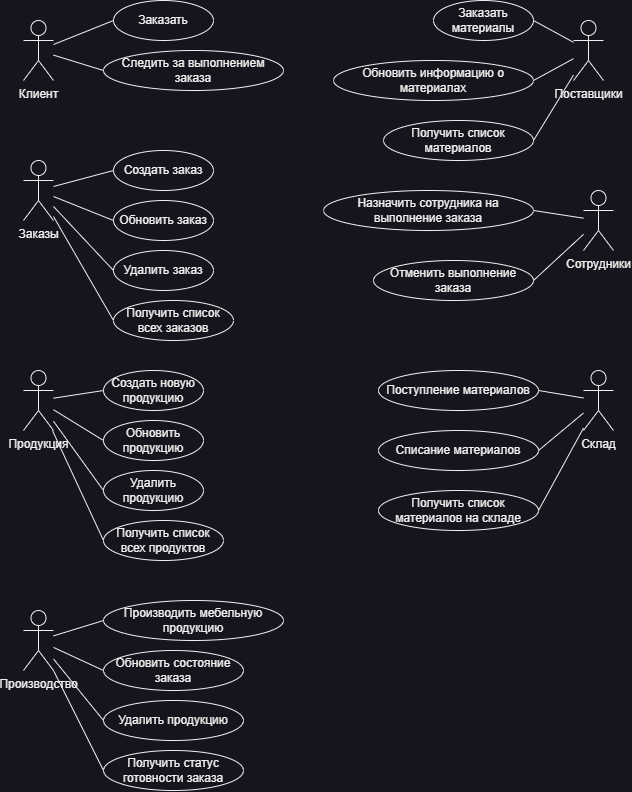 Заказать
Следить за выполнением
заказа
Клиент
Заказать
материалы
Обновить информацию о
материалах
Получить список
материалов
Поставщики
Создать заказ
Обновить заказ
Удалить заказ
Получить список
всех заказов
Заказы
Назначить сотрудника на
выполнение заказа
Отменить выполнение
заказа
Сотрудники
Создать новую
продукцию
Обновить
продукцию
Удалить
продукцию
Получить список
всех продуктов
Продукция
Поступление материалов
Списание материалов
Получить список
материалов на складе
Склад
Производить мебельную
продукцию
Обновить состояние
заказа
Удалить продукцию
Получить статус
готовности заказа
Производство